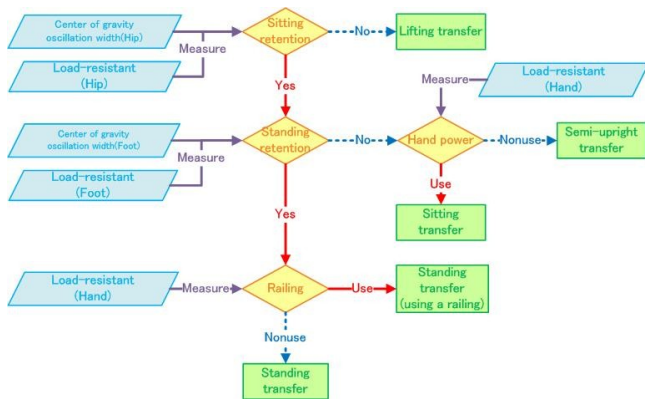 Center of gravity
oscillation width(Hip)
Measure
Load-resistant
(Hip)
Sitting
retention
No
Lifting transfer
Yes
Center of gravity
oscillation width(Foot)
Measure
Load-resistant
(Foot)
Standing
retention
No
Measure
Load-resistant
(Hand)
Hand power
Nonuse
Semi-upright
transfer
Use
Sitting
transfer
Yes
Load-resistant
(Hand)
Measure
Railing
Use
Standing
transfer
(using a railing)
Nonuse
Standing
transfer